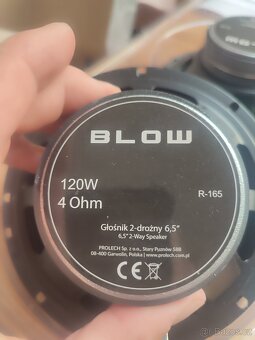 BLOW
120W
4 Ohm
R-165
Głośnik 2-drożny 6,5"
6,5" 2-Way Speaker
PROLECH Sp. z o.o., Stary Puznów 58B
08-400 Garwolin, Polska | www.prolech.com.pl
CE